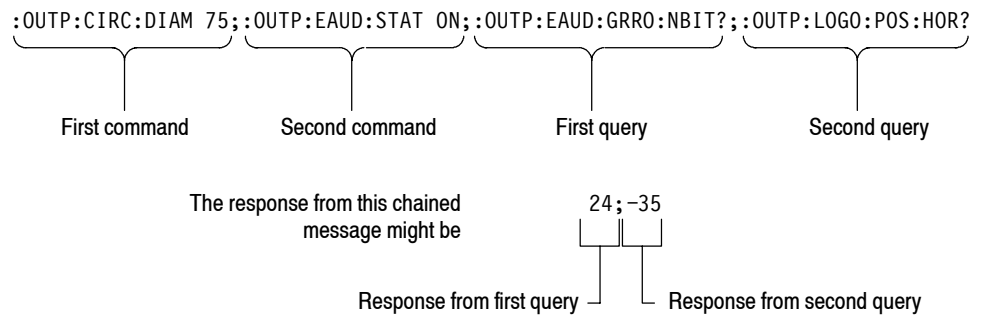 :OUTP:CIRC:DIAM 75;:OUTP:EAUD:STAT ON;:OUTP:EAUD:GRRO:NBIT?;:OUTP:LOGO:POS:HOR?
First command Second command First query Second query
The response from this chained
message might be
24;-35
Response from first query Response from second query